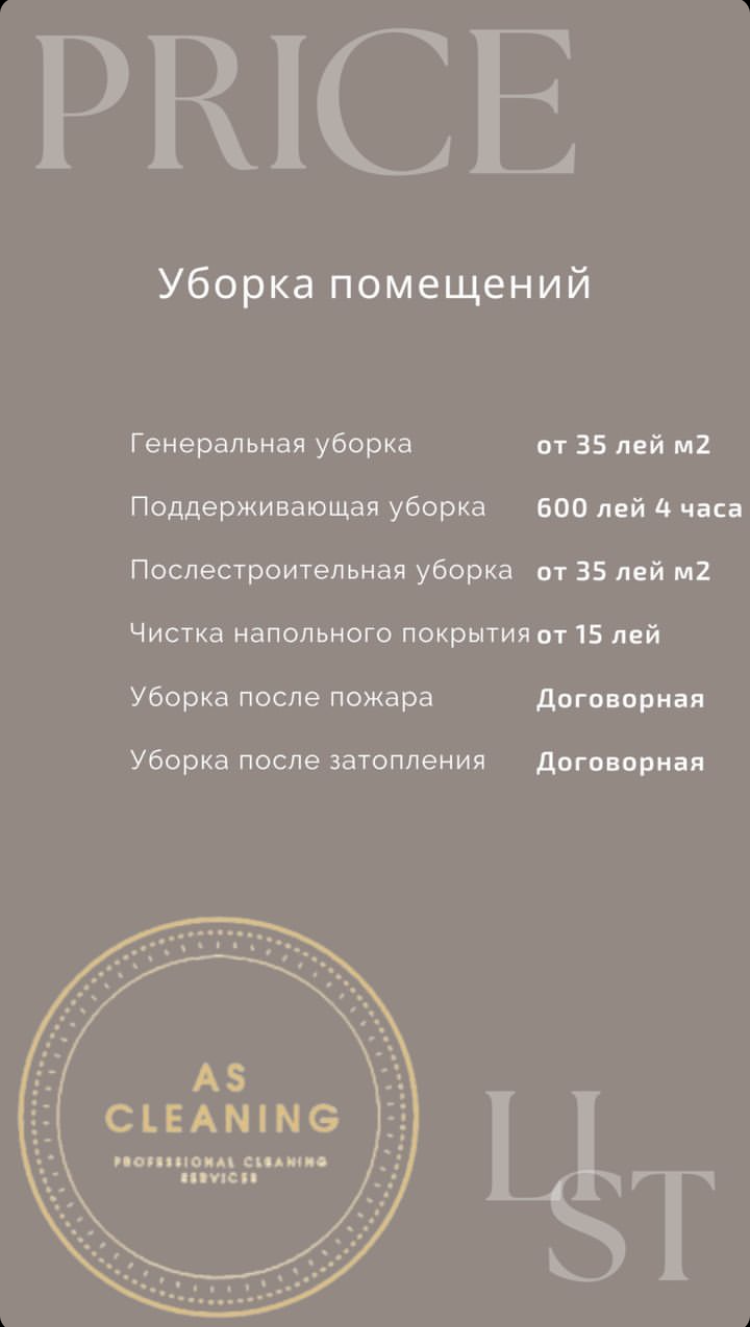 PRICE
Уборка помещений
Генеральная уборка от 35 лей м2
Поддерживающая уборка 600 лей 4 часа
Послестроительная уборка от 35 лей м2
Чистка напольного покрытия от 15 лей
Уборка после пожара Договорная
Уборка после затопления Договорная
AS
CLEANING
PROFESSIONAL CLEANING
SERVICES
LI
ST